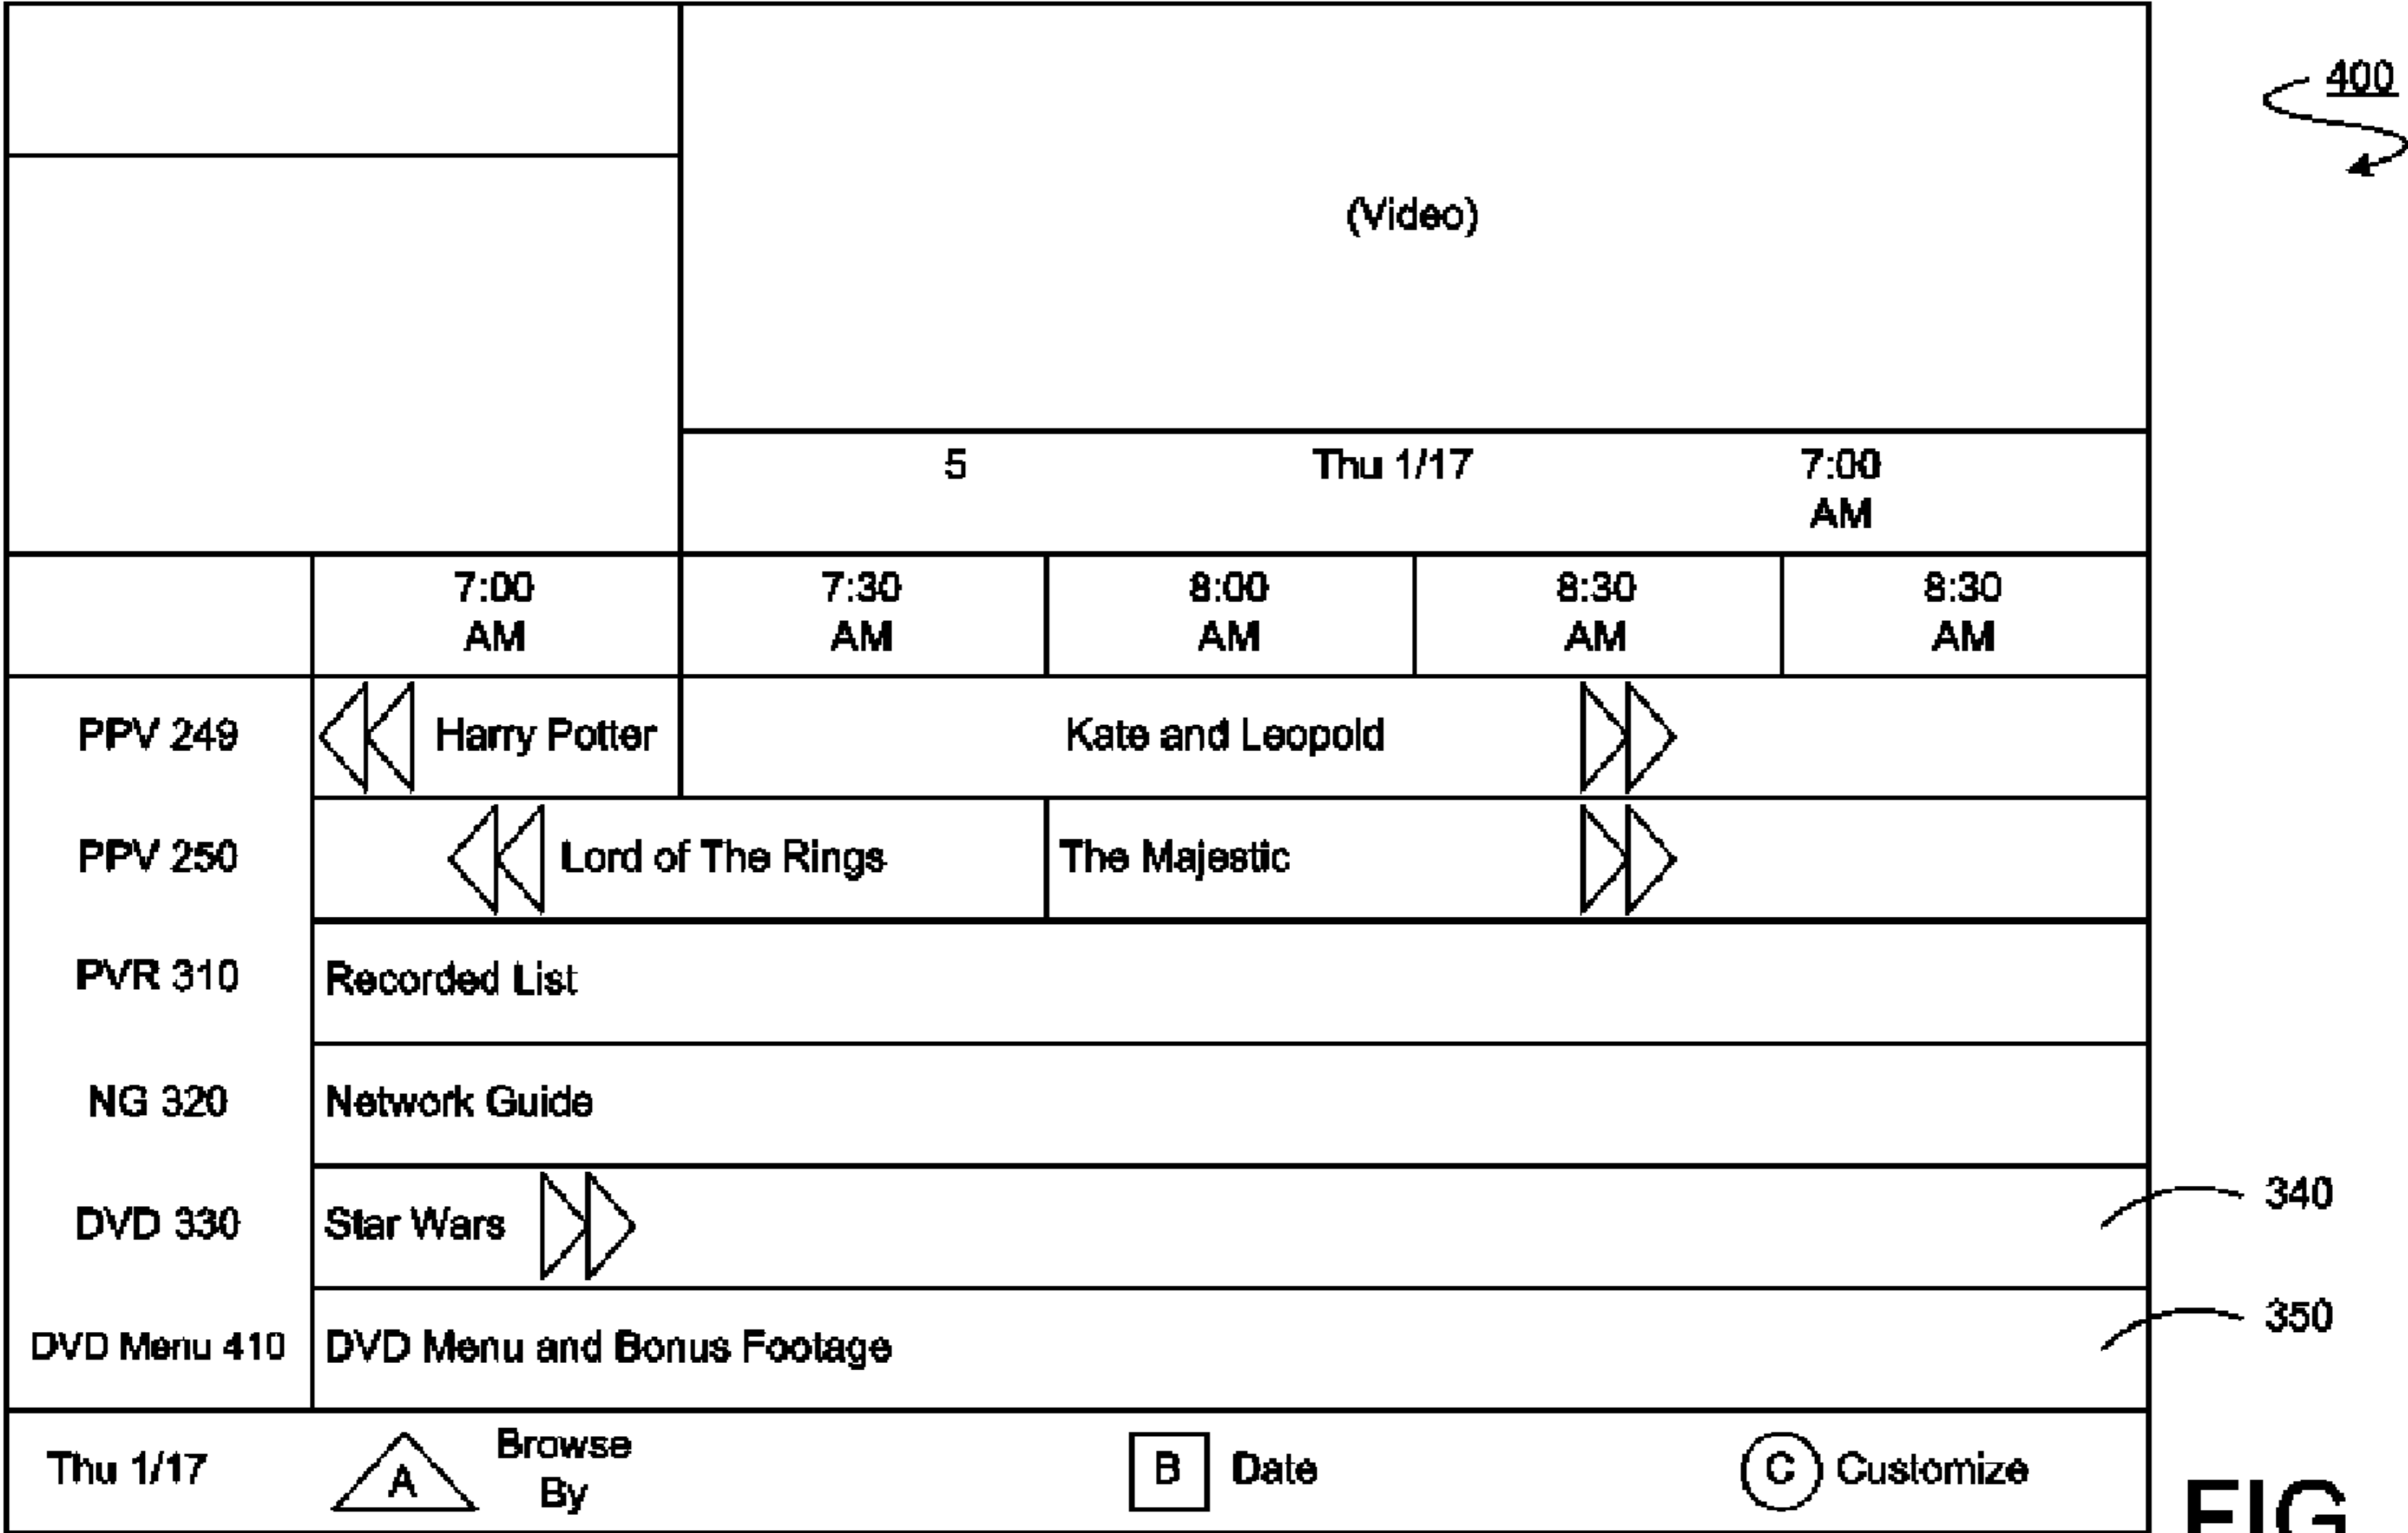 400
(Video)
5 Thu 1/17 7:00
AM
7:00 7:30 8:00 8:30 8:30
AM AM AM AM AM
PPV 249 Harry Potter Kate and Leopold
PPV 250 Lord of The Rings The Majestic
PVR 310 Recorded List
NG 320 Network Guide
DVD 330 Star Wars 340
DVD Menu 410 DVD Menu and Bonus Footage 350
Thu 1/17 A Browse By B Date C Customize
FIG